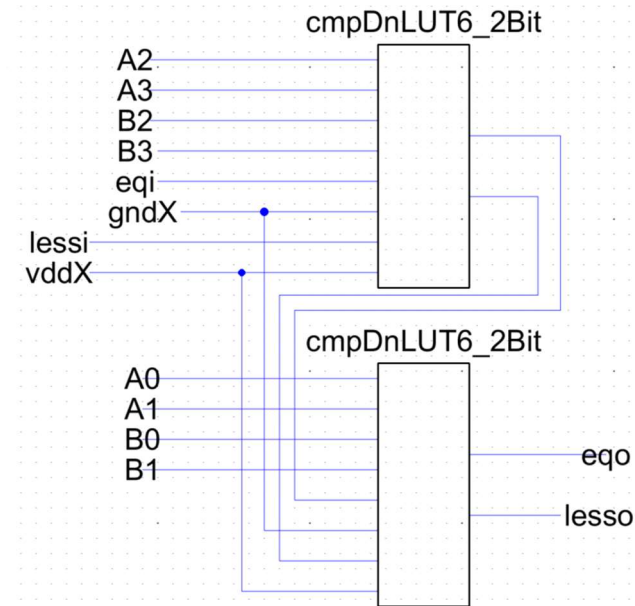 cmpDnLUT6_2Bit
A2
A3
B2
B3
eqi
gndX
lessi
vddX
cmpDnLUT6_2Bit
A0
A1
B0
B1
eqo
lesso